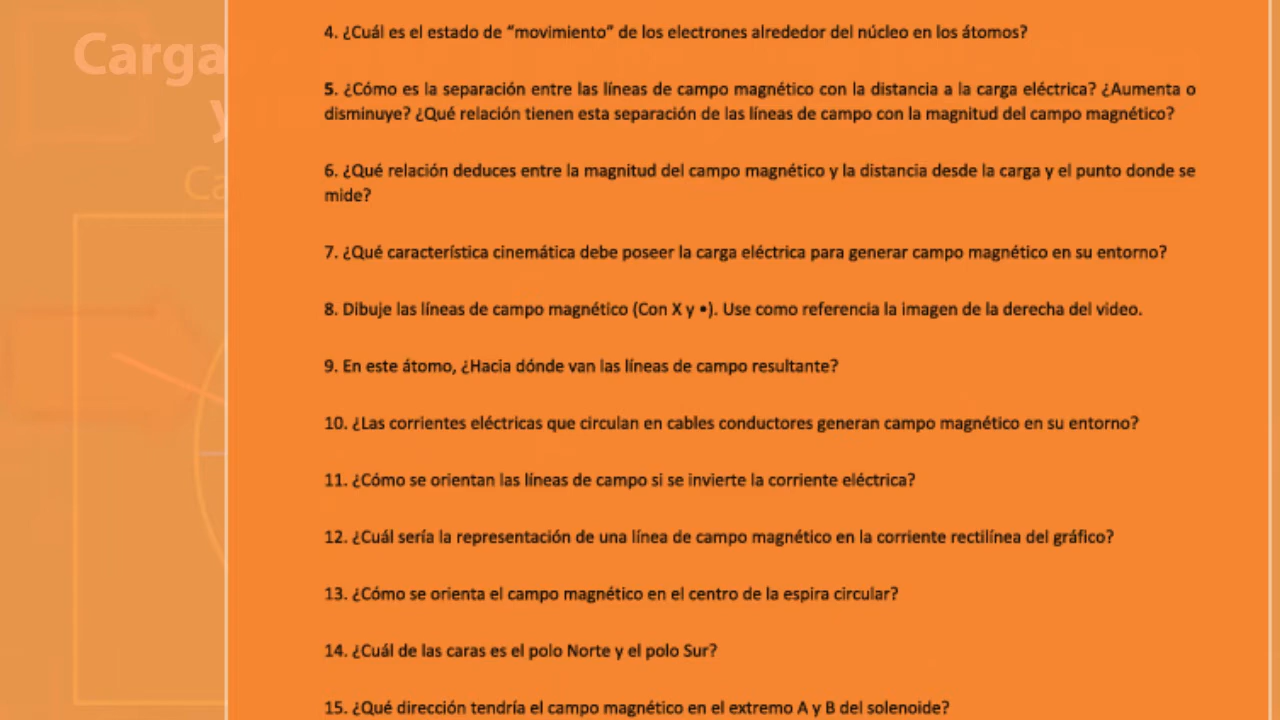 Carga
y
Ca
4. ¿Cuál es el estado de “movimiento” de los electrones alrededor del núcleo en los átomos?
5. ¿Cómo es la separación entre las líneas de campo magnético con la distancia a la carga eléctrica? ¿Aumenta o
disminuye? ¿Qué relación tienen esta separación de las líneas de campo con la magnitud del campo magnético?
6. ¿Qué relación deduces entre la magnitud del campo magnético y la distancia desde la carga y el punto donde se
mide?
7. ¿Qué característica cinemática debe poseer la carga eléctrica para generar campo magnético en su entorno?
8. Dibuje las líneas de campo magnético (Con X y •). Use como referencia la imagen de la derecha del video.
9. En este átomo, ¿Hacia dónde van las líneas de campo resultante?
10. ¿Las corrientes eléctricas que circulan en cables conductores generan campo magnético en su entorno?
11. ¿Cómo se orientan las líneas de campo si se invierte la corriente eléctrica?
12. ¿Cuál sería la representación de una línea de campo magnético en la corriente rectilínea del gráfico?
13. ¿Cómo se orienta el campo magnético en el centro de la espira circular?
14. ¿Cuál de las caras es el polo Norte y el polo Sur?
15. ¿Qué dirección tendría el campo magnético en el extremo A y B del solenoide?